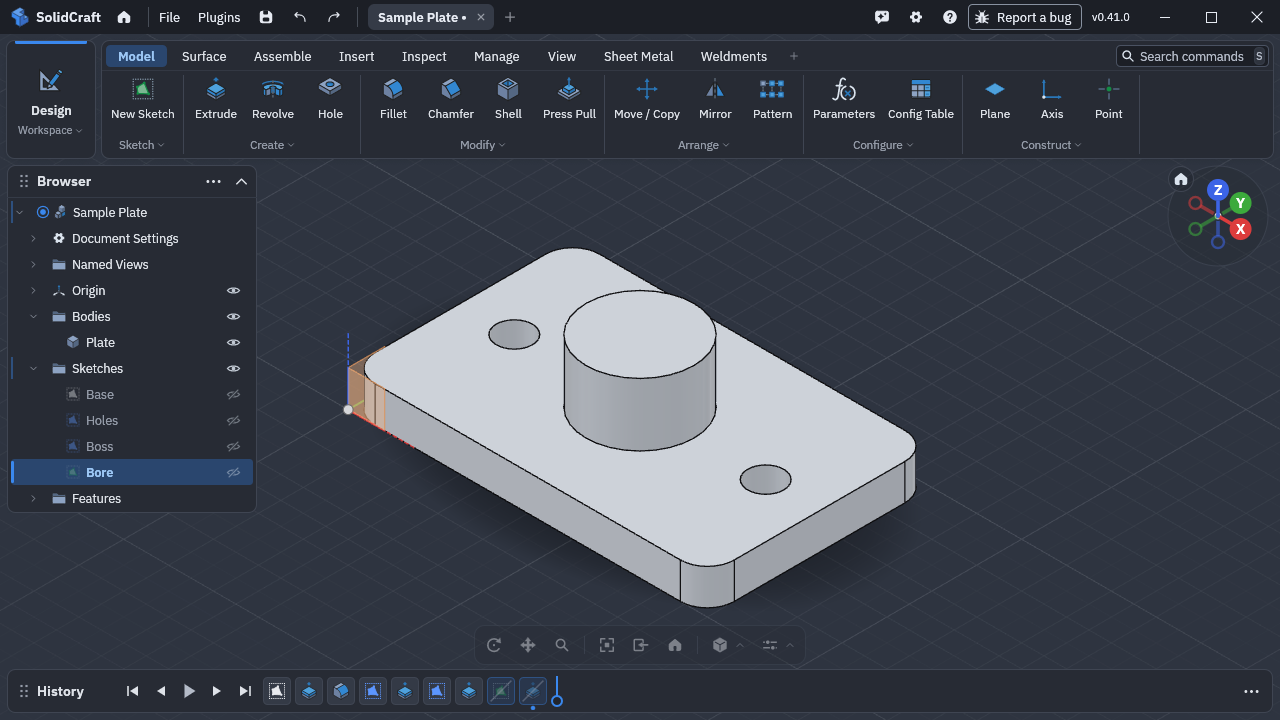 SolidCraft File Plugins Sample Plate • Report a bug v0.41.0
Model Surface Assemble Insert Inspect Manage View Sheet Metal Weldments Search commands S
Design
Workspace
New Sketch Extrude Revolve Hole Fillet Chamfer Shell Press Pull Move / Copy Mirror Pattern Parameters Config Table Plane Axis Point
Sketch Create Modify Arrange Configure Construct
Browser
Sample Plate
Document Settings
Named Views
Origin
Bodies
Plate
Sketches
Base
Holes
Boss
Bore
Features
Z
Y
X
History